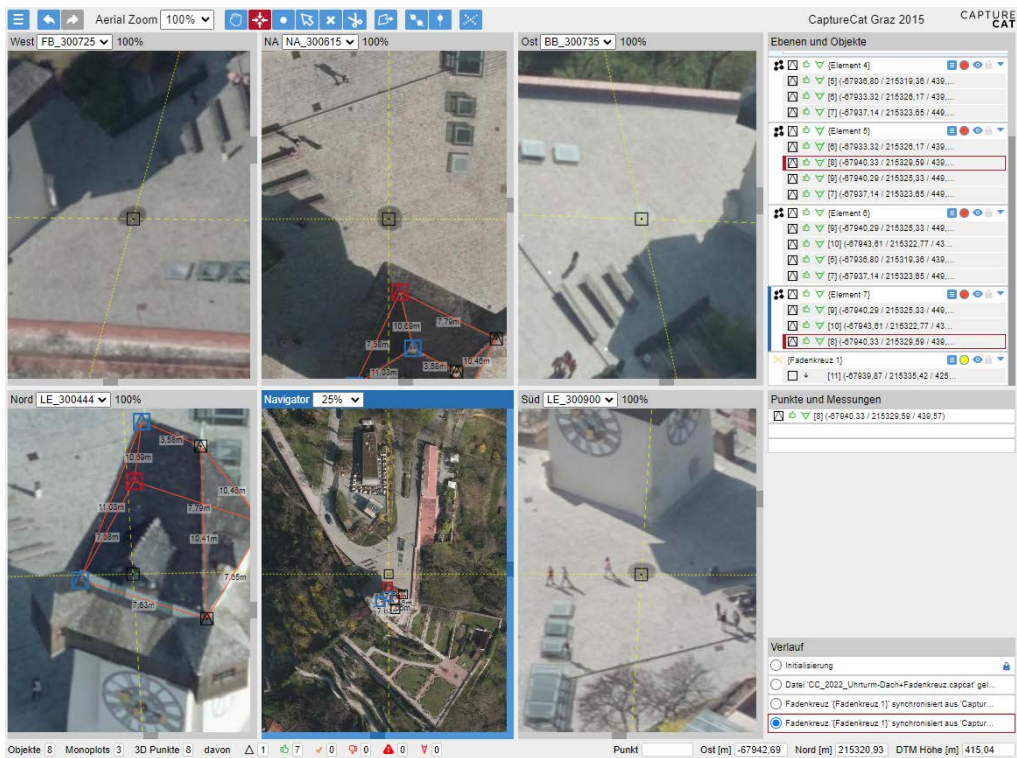 Aerial Zoom 100% CaptureCat Graz 2015 CAPTURE CAT
West FB_300725 100%
NA NA_300615 100%
Ost BB_300735 100%
10,69m
7,79m
7,58m
3,58m
10,46m
11,03m
Ebenen und Objekte
{Element 4}
[5] (-67936,80 / 215319,36 / 439,...
[6] (-67933,32 / 215326,17 / 439,...
[7] (-67937,14 / 215323,65 / 449,...
{Element 5}
[6] (-67933,32 / 215326,17 / 439,...
[8] (-67940,33 / 215329,59 / 439,...
[9] (-67940,29 / 215325,33 / 449,...
[7] (-67937,14 / 215323,65 / 449,...
{Element 6}
[9] (-67940,29 / 215325,33 / 449,...
[10] (-67943,61 / 215322,77 / 43...
[5] (-67936,80 / 215319,36 / 439,...
[7] (-67937,14 / 215323,65 / 449,...
{Element 7}
[9] (-67940,29 / 215325,33 / 449,...
[10] (-67943,61 / 215322,77 / 43...
[8] (-67940,33 / 215329,59 / 439,...
{Fadenkreuz 1}
[11] (-67939,87 / 215335,42 / 425...
Nord LE_300444 100%
3,58m
10,69m
10,46m
11,03m
7,79m
7,58m
10,41m
7,65m
7,63m
Navigator 25%
Süd LE_300900 100%
Punkte und Messungen
[8] (-67940,33 / 215329,59 / 439,57)
Verlauf
Initialisierung
Datei 'CC_2022_Uhrturm-Dach+Fadenkreuz.capcat' gel...
Fadenkreuz '{Fadenkreuz 1}' synchronisiert aus 'Captur...
Fadenkreuz '{Fadenkreuz 1}' synchronisiert aus 'Captur...
Objekte 8 Monoplots 3 3D Punkte 8 davon 1 7 0 0 0 0 Punkt Ost [m] -67942,69 Nord [m] 215320,93 DTM Höhe [m] 415,04